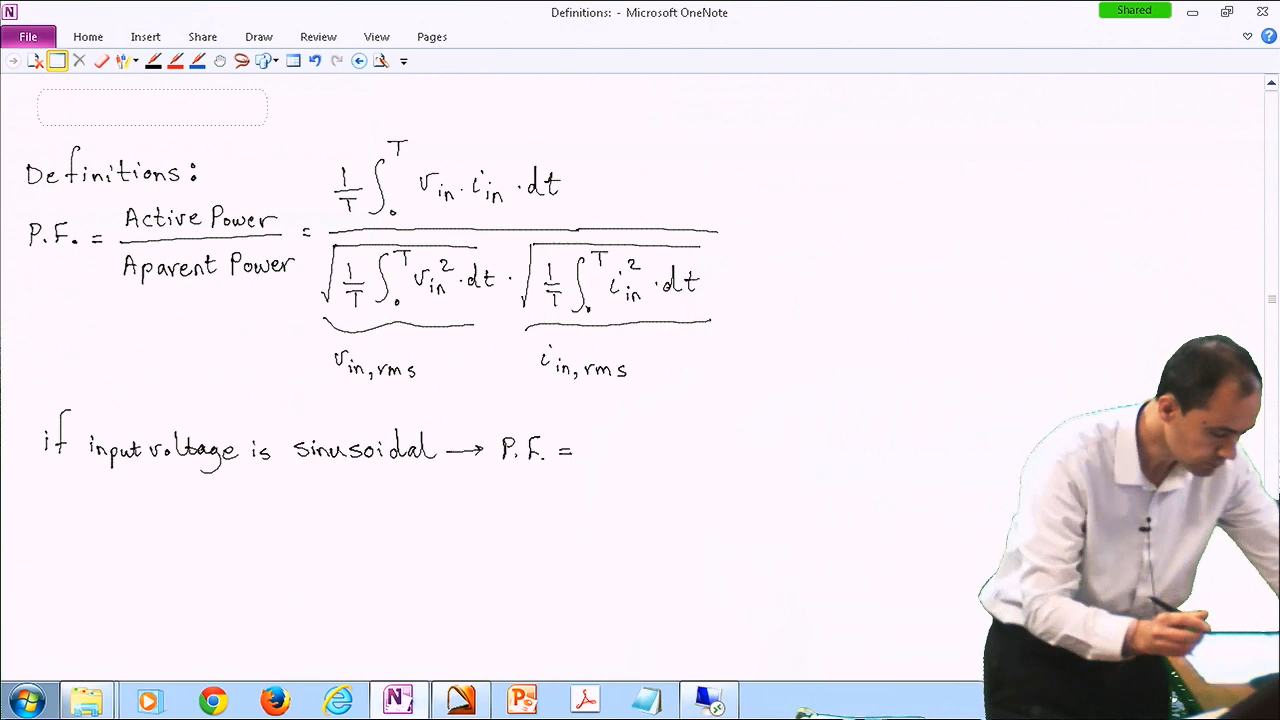 Definitions: - Microsoft OneNote
Shared
File Home Insert Share Draw Review View Pages
Definitions:
P.F. = Active Power / Aparent Power = 1/T ∫₀ᵀ v_in · i_in · dt / √(1/T ∫₀ᵀ v_in² · dt) · √(1/T ∫₀ᵀ i_in² · dt)
v_in,rms i_in,rms
if input voltage is sinusoidal → P.F. =